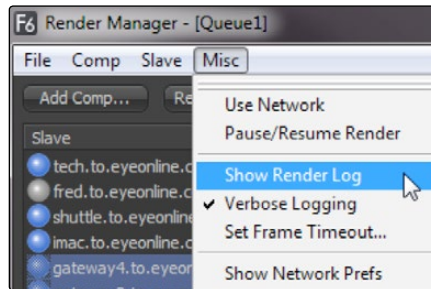 F6 Render Manager - [Queue1]
File Comp Slave Misc
Add Comp...
Use Network
Pause/Resume Render
Slave
tech.to.eyeonline.c
Show Render Log
fred.to.eyeonline.c
Verbose Logging
shuttle.to.eyeonline
Set Frame Timeout...
imac.to.eyeonline.c
gateway4.to.eyeon
Show Network Prefs